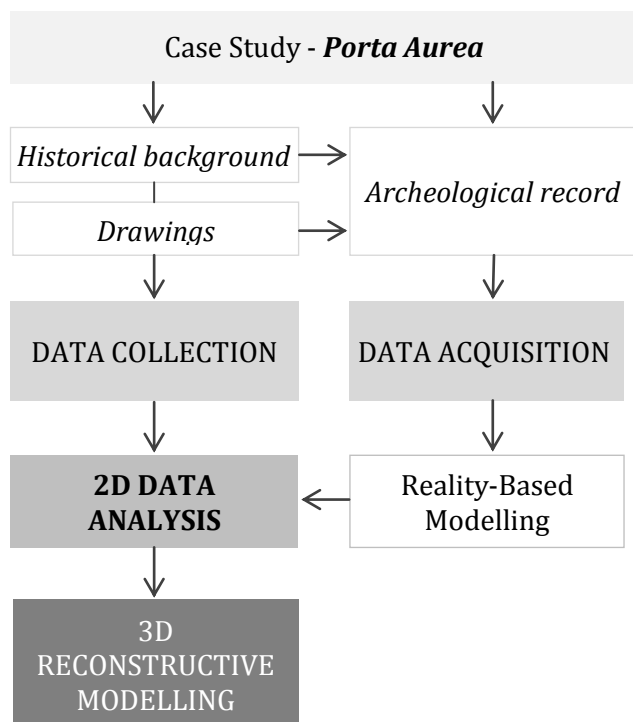 Case Study - Porta Aurea
Historical background
Archeological record
Drawings
DATA COLLECTION
DATA ACQUISITION
2D DATA
ANALYSIS
Reality-Based
Modelling
3D
RECONSTRUCTIVE
MODELLING